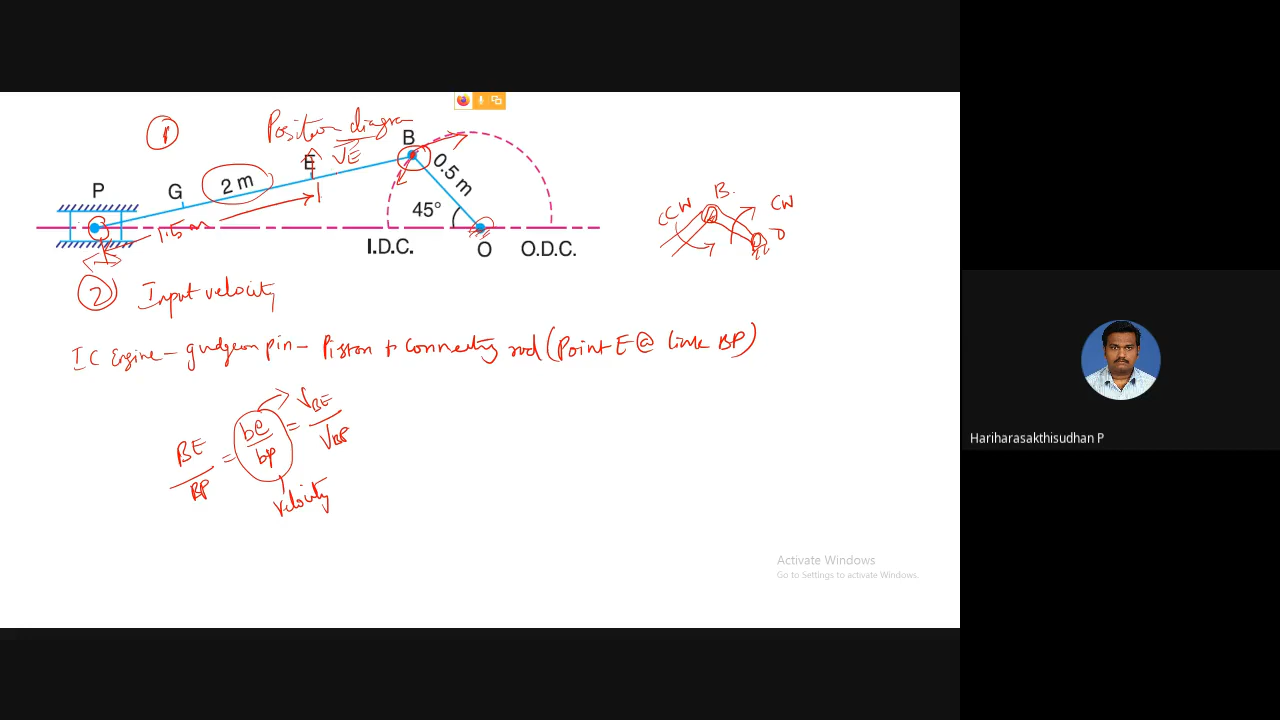 1
Position diagram
B
E
VE
P
G
2 m
0.5 m
1.5 m
45°
I.D.C.
O
O.D.C.
B
CCW
CW
O
2 Input velocity
IC Engine - gudgeon pin - Piston to Connecting rod (Point E @ Link BP)
BE/BP = be/bp = VBE/VBP
velocity
Activate Windows
Go to Settings to activate Windows.
Hariharasakthisudhan P